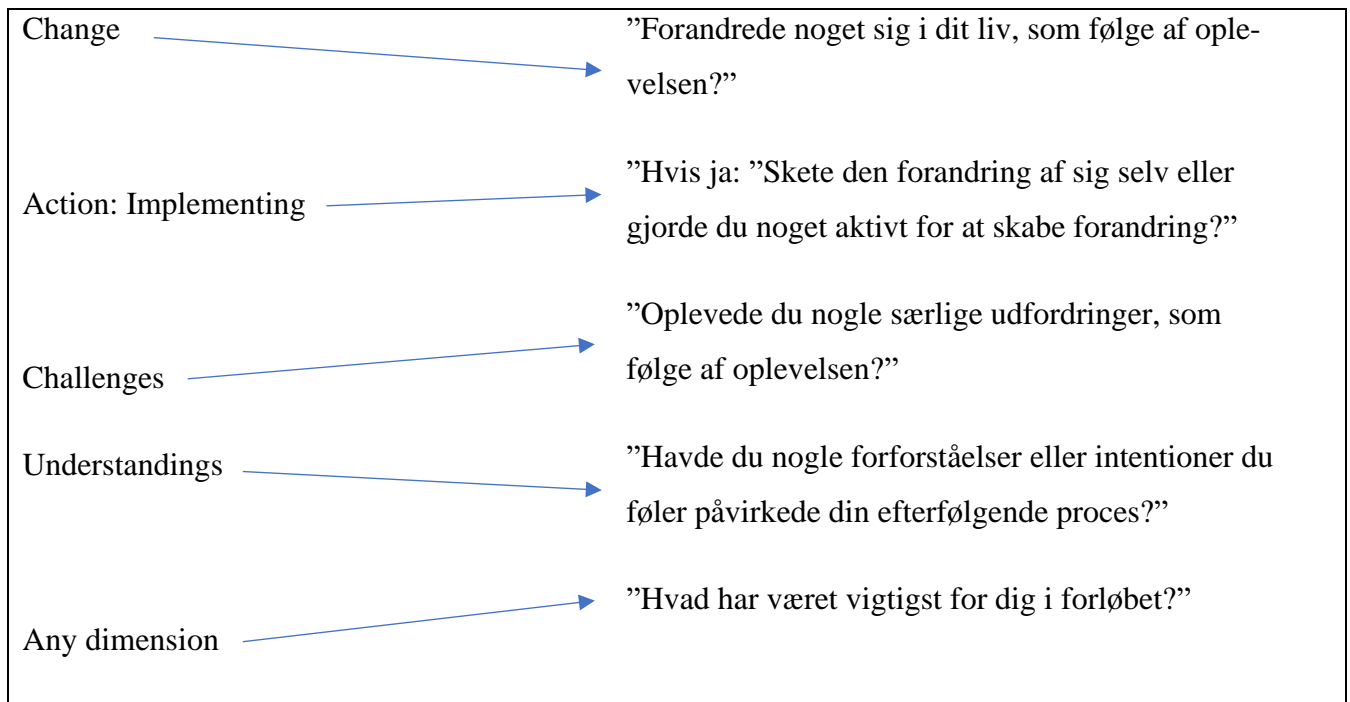 Change
”Forandrede noget sig i dit liv, som følge af ople-
velsen?”
Action: Implementing
”Hvis ja: ”Skete den forandring af sig selv eller
gjorde du noget aktivt for at skabe forandring?”
Challenges
”Oplevede du nogle særlige udfordringer, som
følge af oplevelsen?”
Understandings
”Havde du nogle forforståelser eller intentioner du
føler påvirkede din efterfølgende proces?”
Any dimension
”Hvad har været vigtigst for dig i forløbet?”